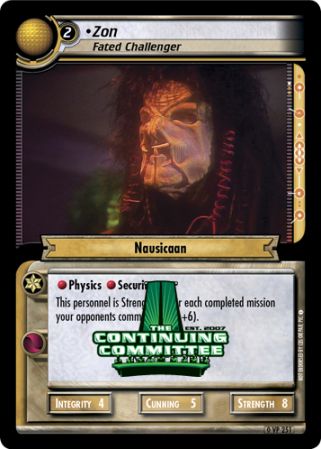 2 •Zon
Fated Challenger
Nausicaan
Physics Securi
This personnel is Streng r each completed mission
your opponents comm +6).
EST. 2007
THE
CONTINUING
COMMITTEE
INTEGRITY 4 CUNNING 5 STRENGTH 8
0 VP 251